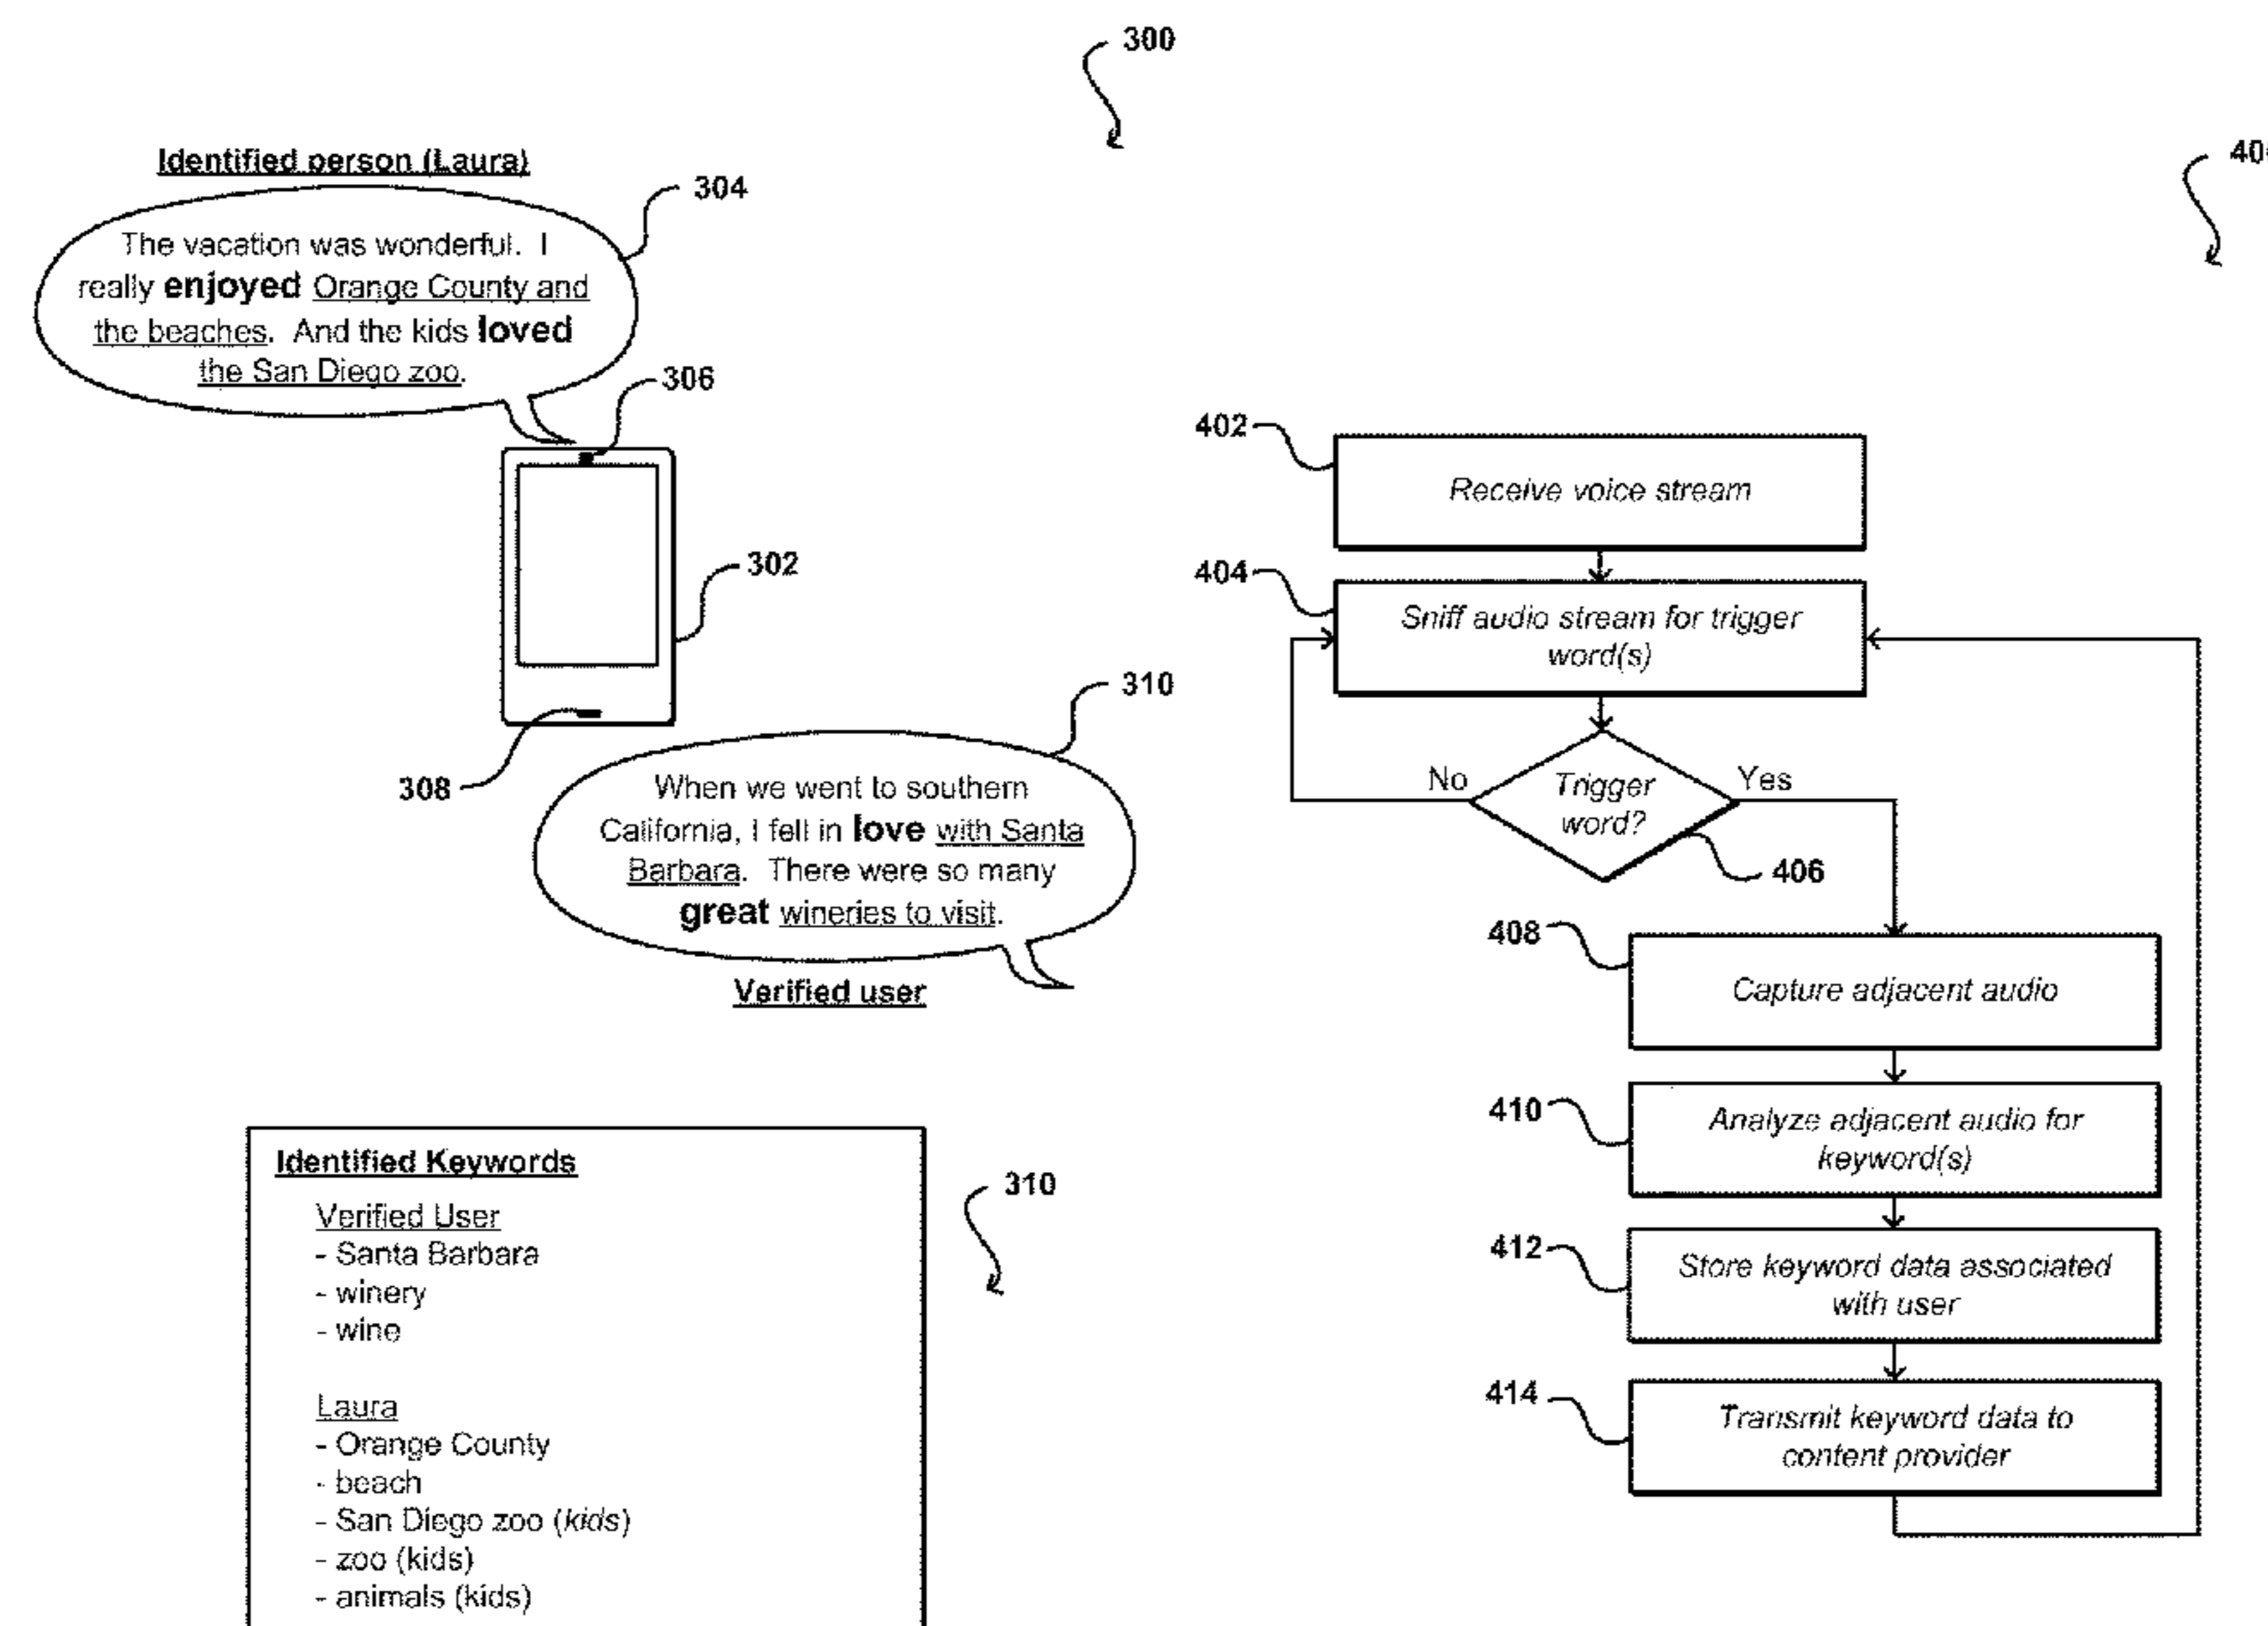 300
Identified person (Laura)
304
The vacation was wonderful. I
really enjoyed Orange County and
the beaches. And the kids loved
the San Diego zoo.
306
302
310
308
When we went to southern
California, I fell in love with Santa
Barbara. There were so many
great wineries to visit.
Verified user
Identified Keywords
310
Verified User
- Santa Barbara
- winery
- wine
Laura
- Orange County
- beach
- San Diego zoo (kids)
- zoo (kids)
- animals (kids)
402
Receive voice stream
404
Sniff audio stream for trigger
word(s)
No
Trigger
word?
Yes
406
408
Capture adjacent audio
410
Analyze adjacent audio for
keyword(s)
412
Store keyword data associated
with user
414
Transmit keyword data to
content provider